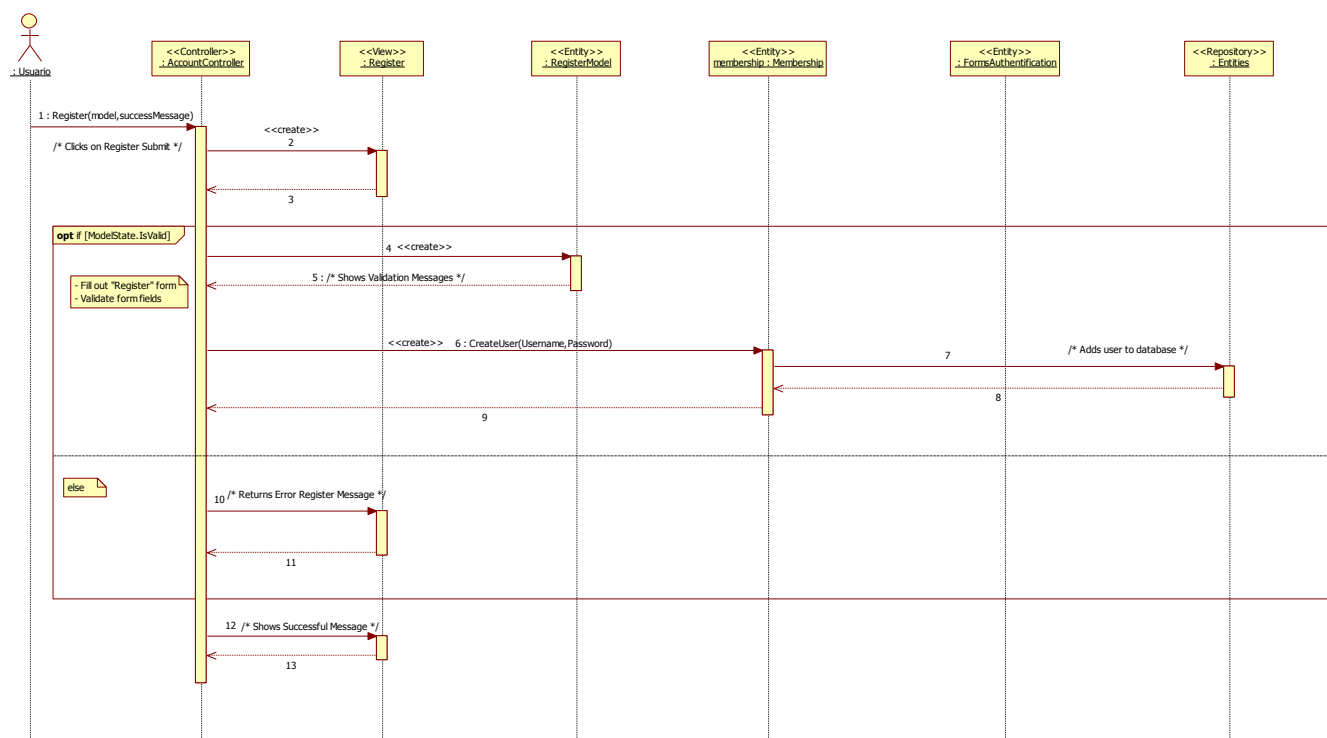 <<Controller>>
: AccountController
<<View>>
: Register
<<Entity>>
: RegisterModel
<<Entity>>
membership : Membership
<<Entity>>
: FormsAuthentification
<<Repository>>
: Entities
: Usuario
1 : Register(model,successMessage)
/* Clicks on Register Submit */
<<create>>
2
3
opt if [ModelState.IsValid]
4 <<create>>
5 : /* Shows Validation Messages */
- Fill out "Register" form
- Validate form fields
<<create>> 6 : CreateUser(Username,Password)
7 /* Adds user to database */
8
9
else
10 /* Returns Error Register Message */
11
12 /* Shows Successful Message */
13